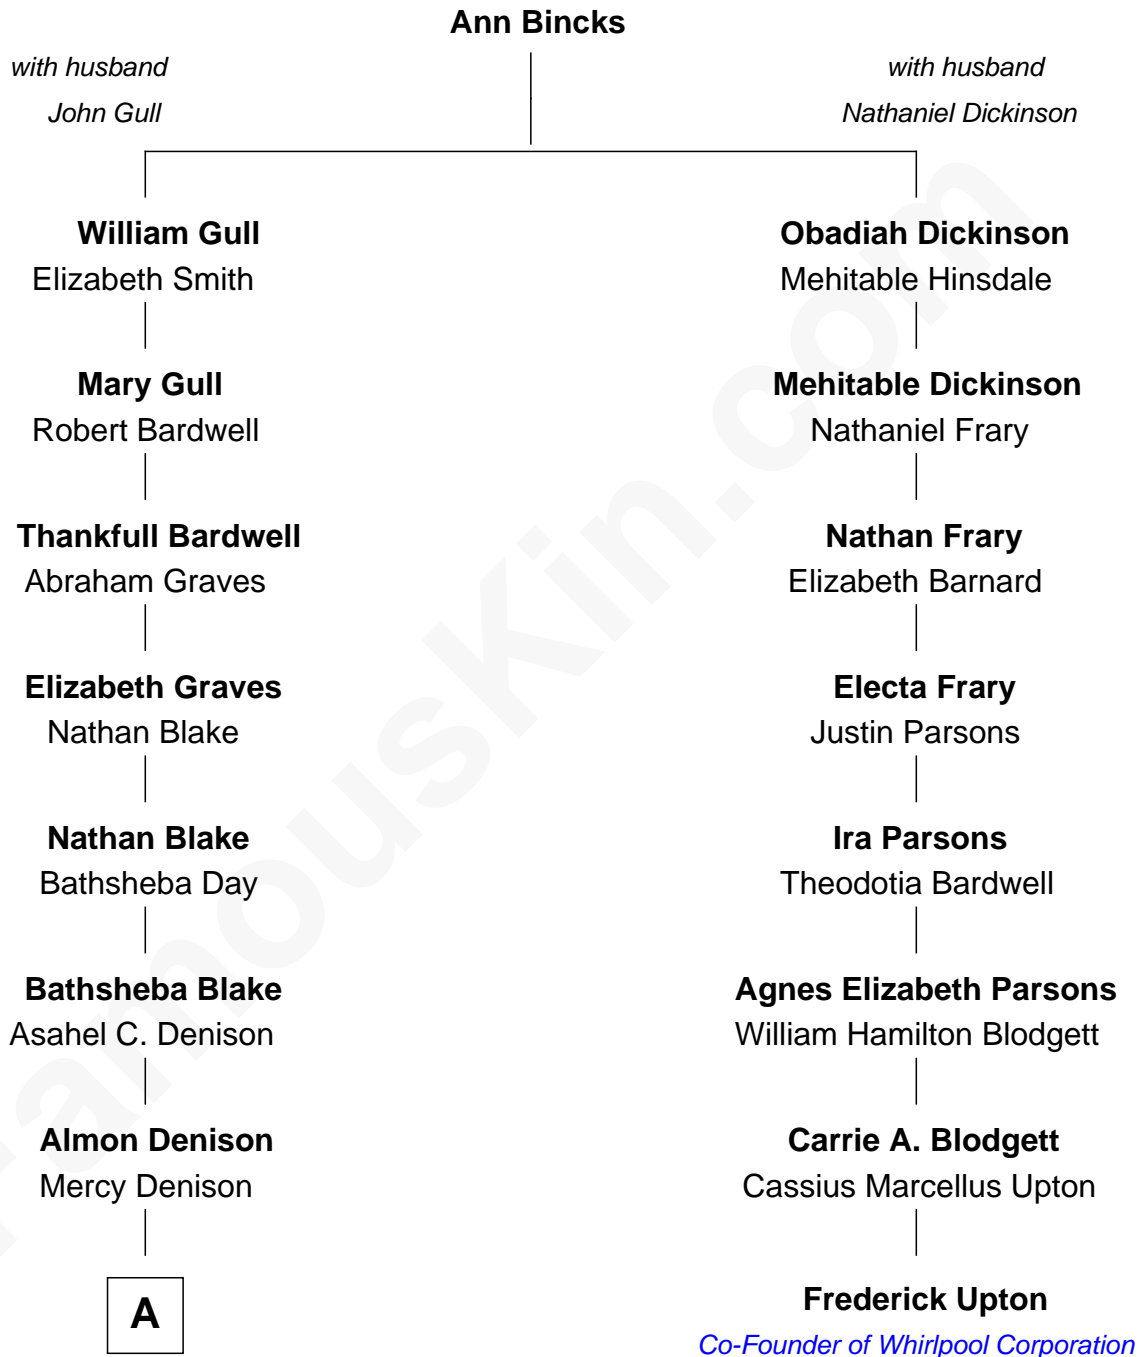 Ann Bincks
with husband
John Gull
with husband
Nathaniel Dickinson
William Gull
Elizabeth Smith
Obadiah Dickinson
Mehitable Hinsdale
Mary Gull
Robert Bardwell
Mehitable Dickinson
Nathaniel Frary
Thankfull Bardwell
Abraham Graves
Nathan Frary
Elizabeth Barnard
Elizabeth Graves
Nathan Blake
Electa Frary
Justin Parsons
Nathan Blake
Bathsheba Day
Ira Parsons
Theodotia Bardwell
Bathsheba Blake
Asahel C. Denison
Agnes Elizabeth Parsons
William Hamilton Blodgett
Almon Denison
Mercy Denison
Carrie A. Blodgett
Cassius Marcellus Upton
A
Frederick Upton
Co-Founder of Whirlpool Corporation
FamousKin.com